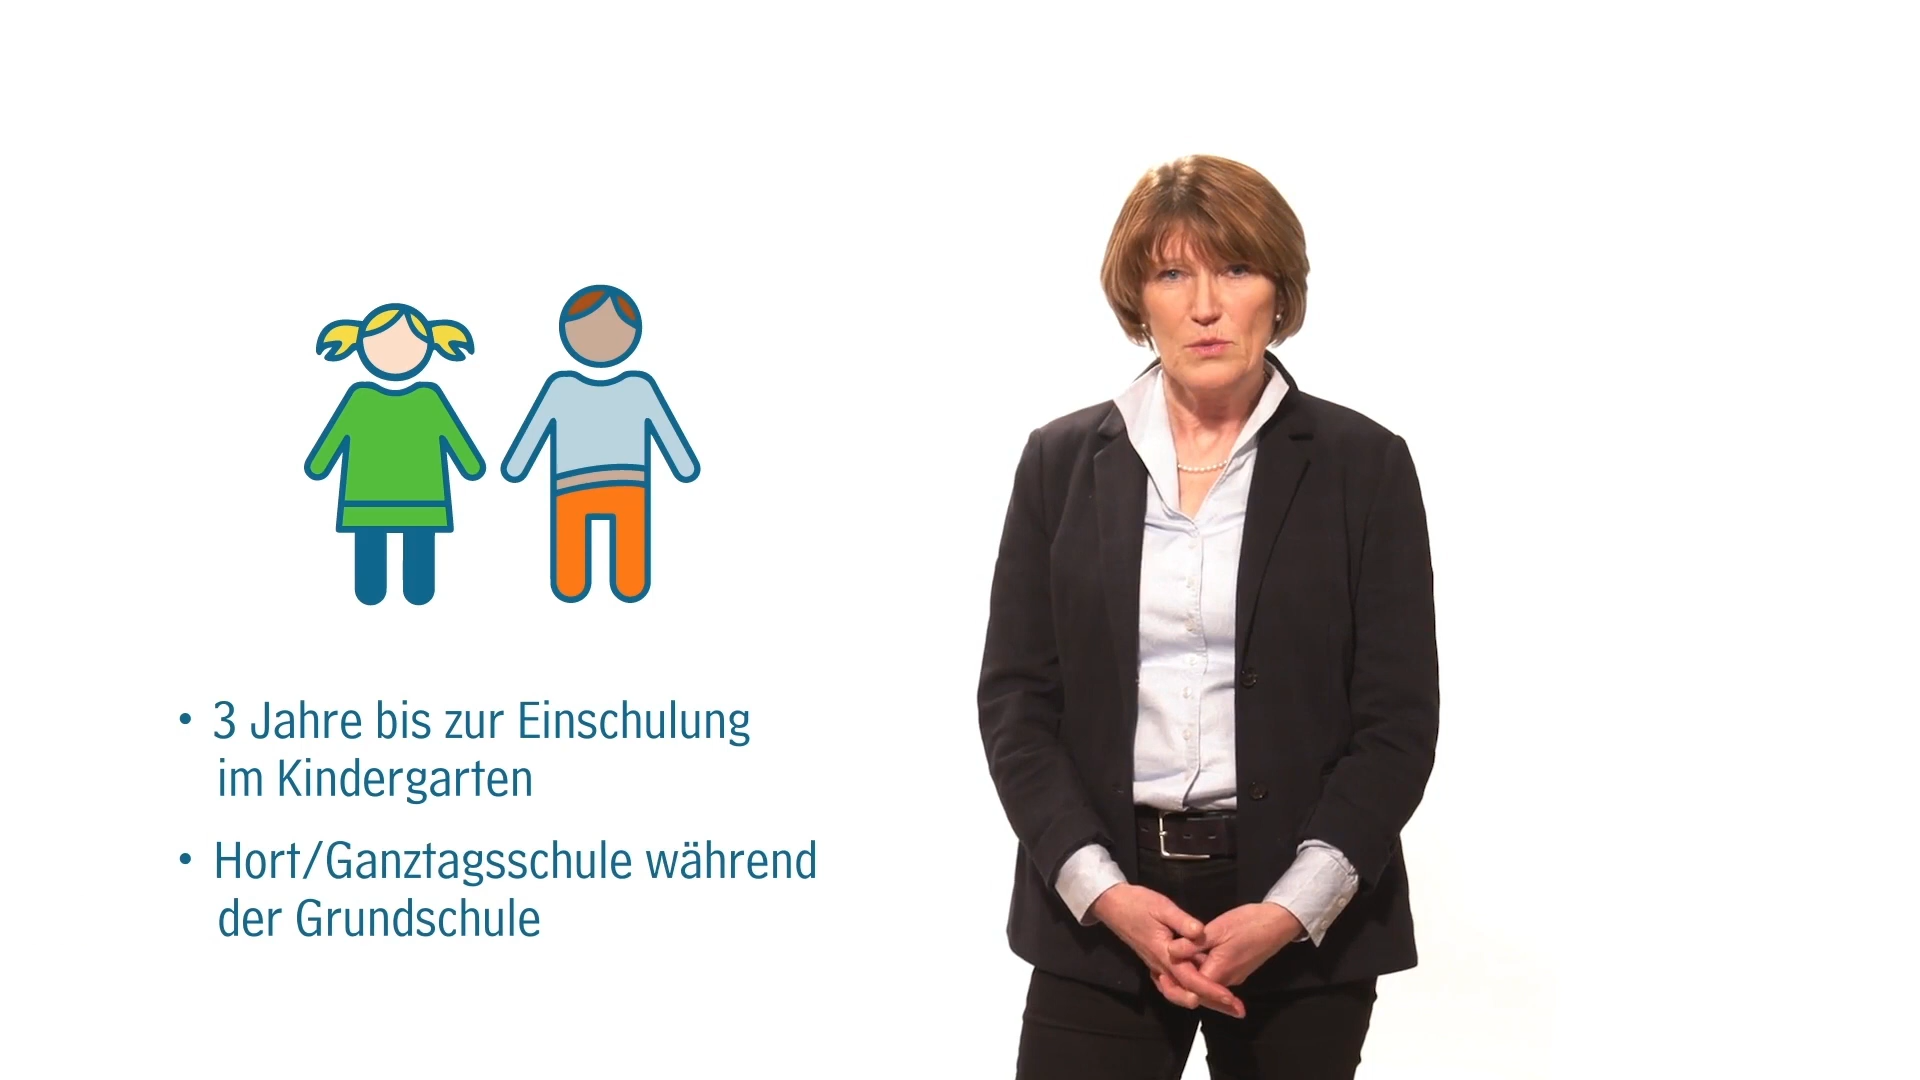 • 3 Jahre bis zur Einschulung
im Kindergarten
• Hort/Ganztagsschule während
der Grundschule